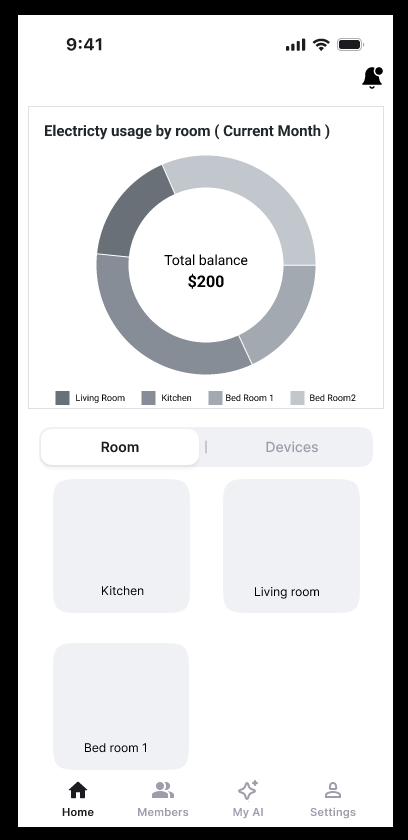 9:41
Electricty usage by room ( Current Month )
Total balance
$200
Living Room Kitchen Bed Room 1 Bed Room2
Room | Devices
Kitchen Living room
Bed room 1
Home Members My AI Settings